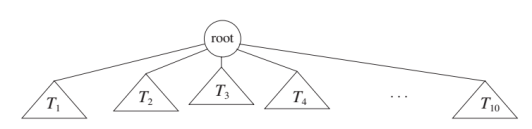 root
T₁ T₂ T₃ T₄ ... T₁₀